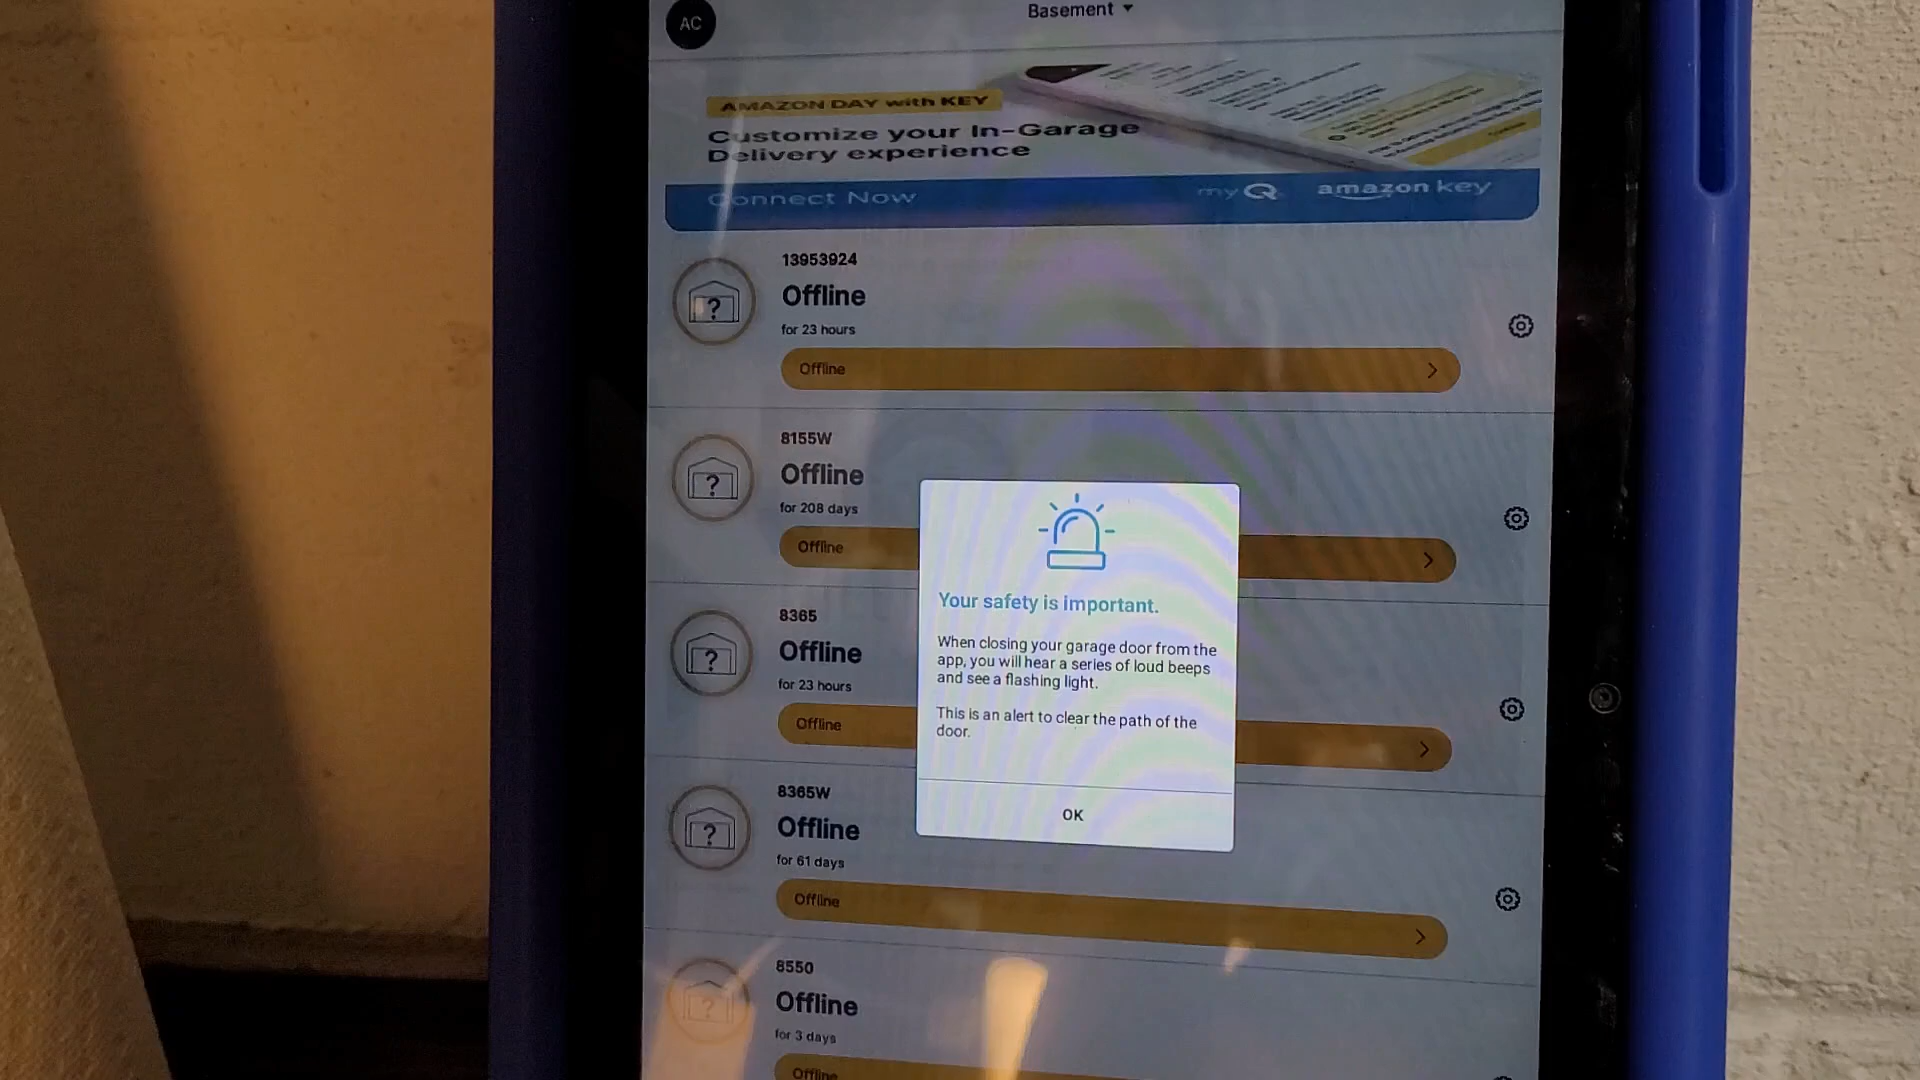 AC
Basement
AMAZON DAY with KEY
Customize your In-Garage
Delivery experience
Connect Now
myQ
amazon key
13953924
Offline
for 23 hours
Offline
8155W
Offline
for 208 days
Offline
8365
Offline
for 23 hours
Offline
8365W
Offline
for 61 days
Offline
8550
Offline
for 3 days
Offline
Your safety is important.
When closing your garage door from the
app, you will hear a series of loud beeps
and see a flashing light.
This is an alert to clear the path of the
door.
OK